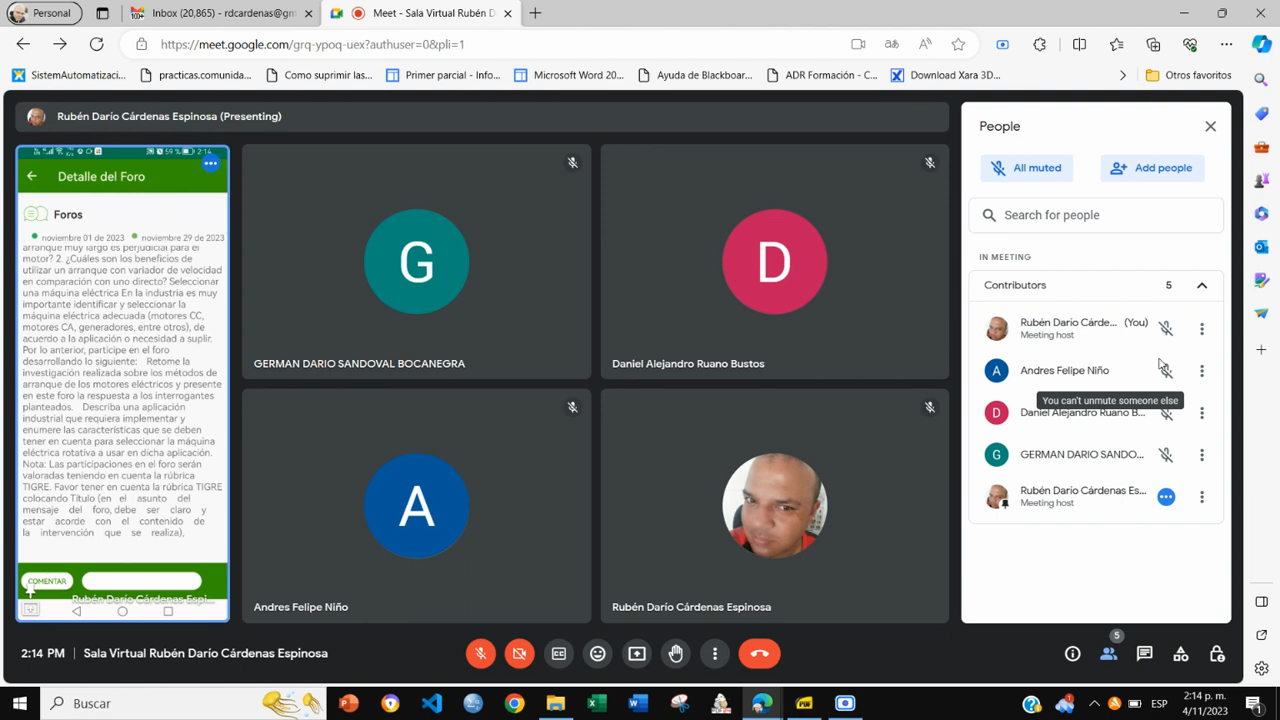 Personal
Inbox (20,865) - rdcardenas@gm
Meet - Sala Virtual Rubén D
https://meet.google.com/grq-ypoq-uex?authuser=0&pli=1
SistemAutomatizaci...
practicas.comunida...
Como suprimir las...
Primer parcial - Info...
Microsoft Word 20...
Ayuda de Blackboar...
ADR Formación - C...
Download Xara 3D...
Otros favoritos
Rubén Darío Cárdenas Espinosa (Presenting)
59 % 2:14
Detalle del Foro
Foros
noviembre 01 de 2023 noviembre 29 de 2023
arranque muy largo es perjudicial para el
motor? 2. ¿Cuáles son los beneficios de
utilizar un arranque con variador de velocidad
en comparación con uno directo? Seleccionar
una máquina eléctrica En la industria es muy
importante identificar y seleccionar la
máquina eléctrica adecuada (motores CC,
motores CA, generadores, entre otros), de
acuerdo a la aplicación o necesidad a suplir.
Por lo anterior, participe en el foro
desarrollando lo siguiente: Retome la
investigación realizada sobre los métodos de
arranque de los motores eléctricos y presente
en este foro la respuesta a los interrogantes
planteados. Describa una aplicación
industrial que requiera implementar y
enumere las características que se deben
tener en cuenta para seleccionar la máquina
eléctrica rotativa a usar en dicha aplicación.
Nota: Las participaciones en el foro serán
valoradas teniendo en cuenta la rúbrica
TIGRE. Favor tener en cuenta la rúbrica TIGRE
colocando Título (en el asunto del
mensaje del foro, debe ser claro y
estar acorde con el contenido de
la intervención que se realiza),
COMENTAR
Rubén Darío Cárdenas Espi...
G
GERMAN DARIO SANDOVAL BOCANEGRA
D
Daniel Alejandro Ruano Bustos
A
Andres Felipe Niño
Rubén Darío Cárdenas Espinosa
People
All muted
Add people
Search for people
IN MEETING
Contributors 5
Rubén Darío Cárde... (You)
Meeting host
A Andres Felipe Niño
You can't unmute someone else
D Daniel Alejandro Ruano B...
G GERMAN DARIO SANDO...
Rubén Darío Cárdenas Es...
Meeting host
2:14 PM Sala Virtual Rubén Darío Cárdenas Espinosa
5
Buscar
ESP
2:14 p. m.
4/11/2023